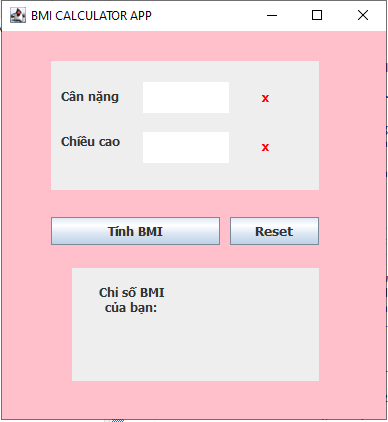 BMI CALCULATOR APP
Cân nặng
x
Chiều cao
x
Tính BMI
Reset
Chỉ số BMI
của bạn: